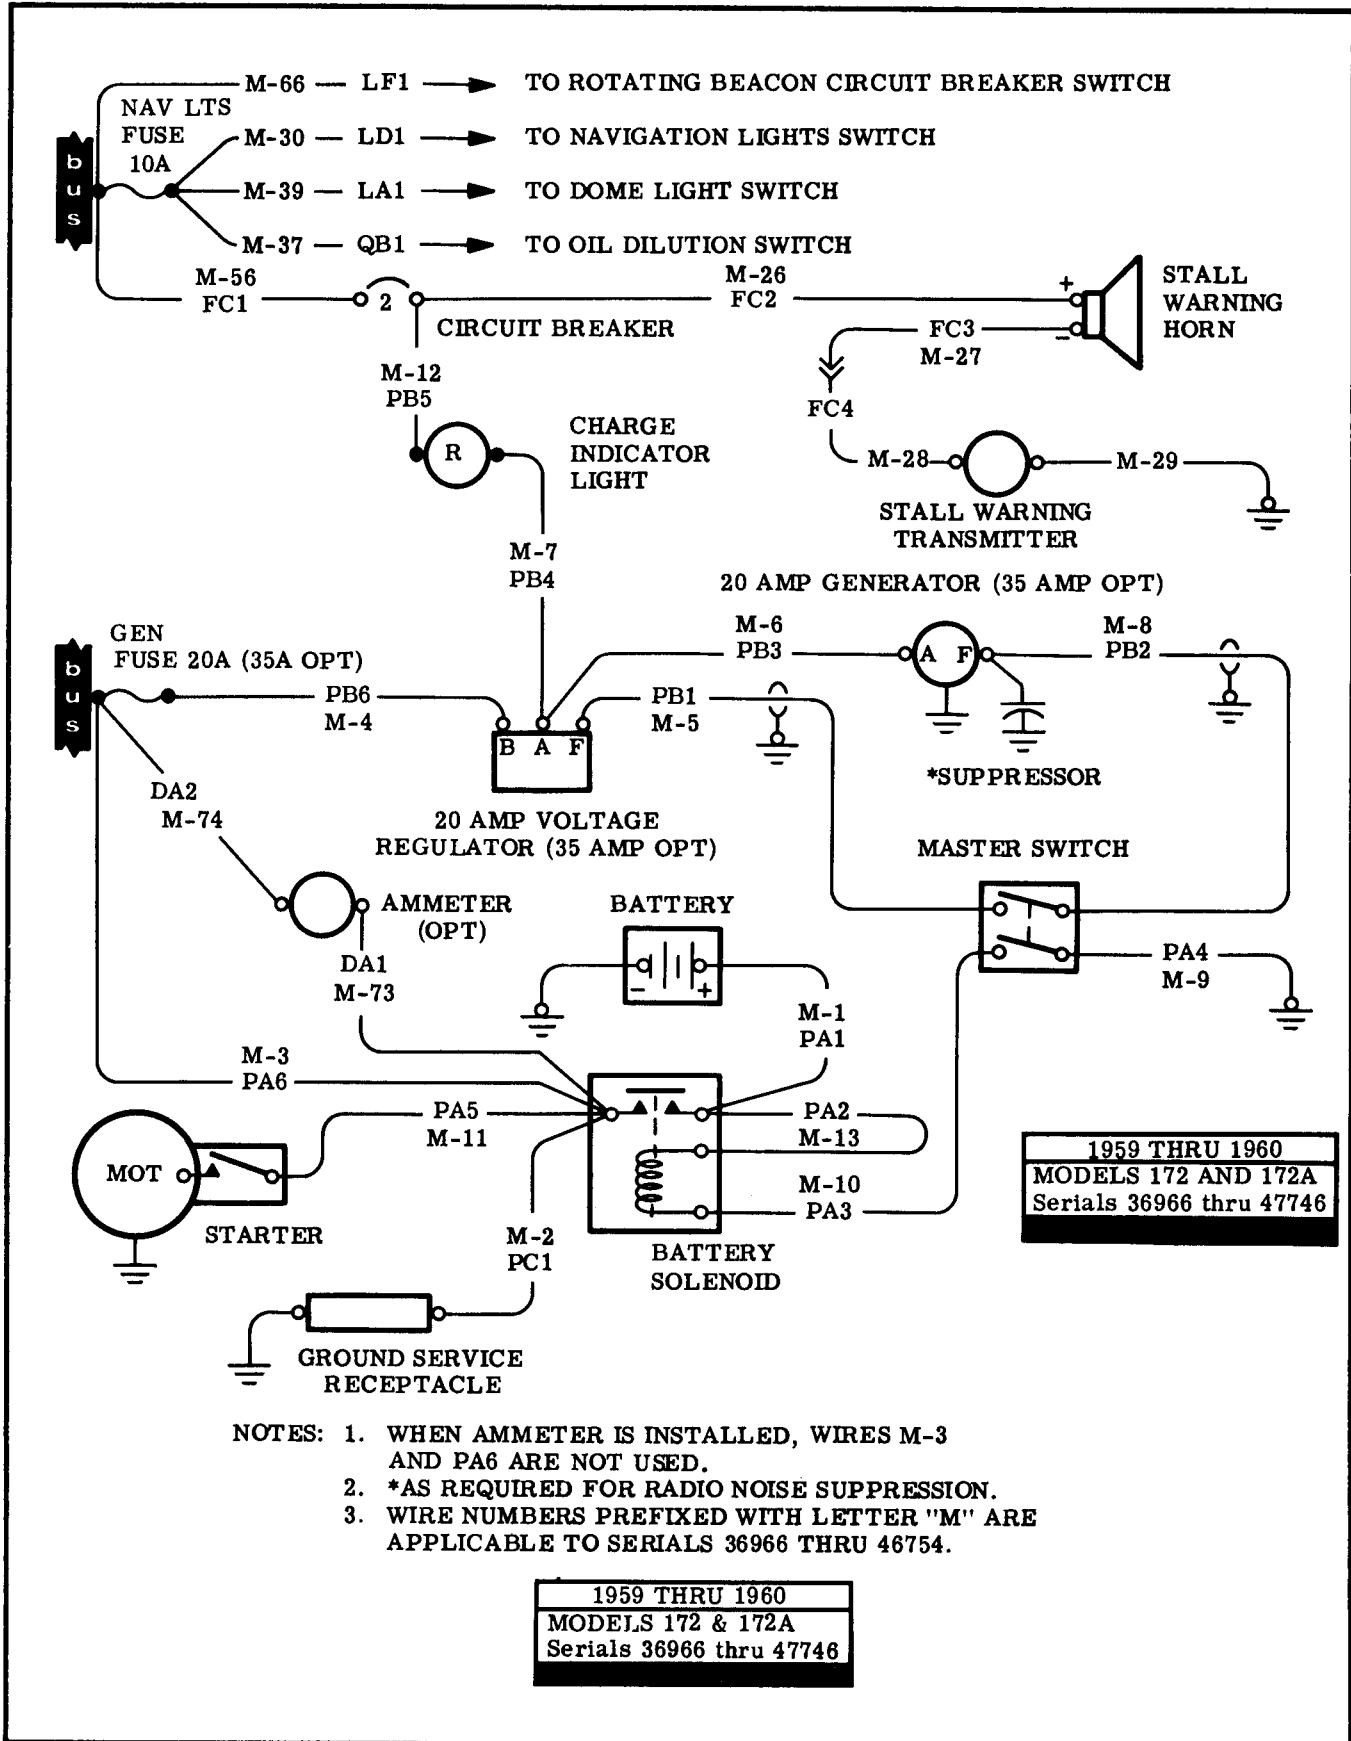 M-66 — LF1 TO ROTATING BEACON CIRCUIT BREAKER SWITCH
NAV LTS
FUSE
10A
M-30 — LD1 TO NAVIGATION LIGHTS SWITCH
bus
M-39 — LA1 TO DOME LIGHT SWITCH
M-37 — QB1 TO OIL DILUTION SWITCH
M-56
FC1
2
CIRCUIT BREAKER
M-26
FC2
+
-
STALL
WARNING
HORN
FC3
M-27
M-12
PB5
FC4
R
CHARGE
INDICATOR
LIGHT
M-28
M-29
STALL WARNING
TRANSMITTER
M-7
PB4
20 AMP GENERATOR (35 AMP OPT)
GEN
FUSE 20A (35A OPT)
bus
M-6
PB3
A F
M-8
PB2
PB6
M-4
PB1
M-5
B A F
*SUPPRESSOR
DA2
M-74
20 AMP VOLTAGE
REGULATOR (35 AMP OPT)
MASTER SWITCH
AMMETER
(OPT)
BATTERY
- +
DA1
M-73
PA4
M-9
M-1
PA1
M-3
PA6
PA5
M-11
PA2
M-13
MOT
STARTER
M-10
PA3
M-2
PC1
BATTERY
SOLENOID
1959 THRU 1960
MODELS 172 AND 172A
Serials 36966 thru 47746
GROUND SERVICE
RECEPTACLE
NOTES: 1. WHEN AMMETER IS INSTALLED, WIRES M-3
AND PA6 ARE NOT USED.
2. *AS REQUIRED FOR RADIO NOISE SUPPRESSION.
3. WIRE NUMBERS PREFIXED WITH LETTER "M" ARE
APPLICABLE TO SERIALS 36966 THRU 46754.
1959 THRU 1960
MODELS 172 & 172A
Serials 36966 thru 47746